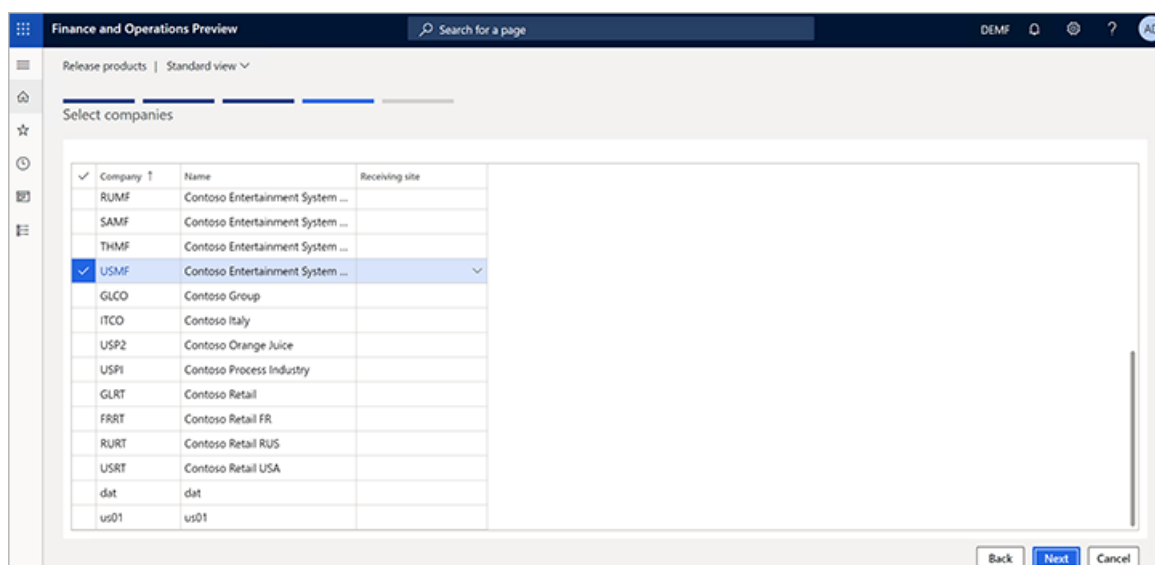 Finance and Operations Preview Search for a page DEMF ? AD
Release products | Standard view
Select companies
Company ↑ Name Receiving site
RUMF Contoso Entertainment System ...
SAMF Contoso Entertainment System ...
THMF Contoso Entertainment System ...
USMF Contoso Entertainment System ...
GLCO Contoso Group
ITCO Contoso Italy
USP2 Contoso Orange Juice
USPI Contoso Process Industry
GLRT Contoso Retail
FRRT Contoso Retail FR
RURT Contoso Retail RUS
USRT Contoso Retail USA
dat dat
us01 us01
Back Next Cancel